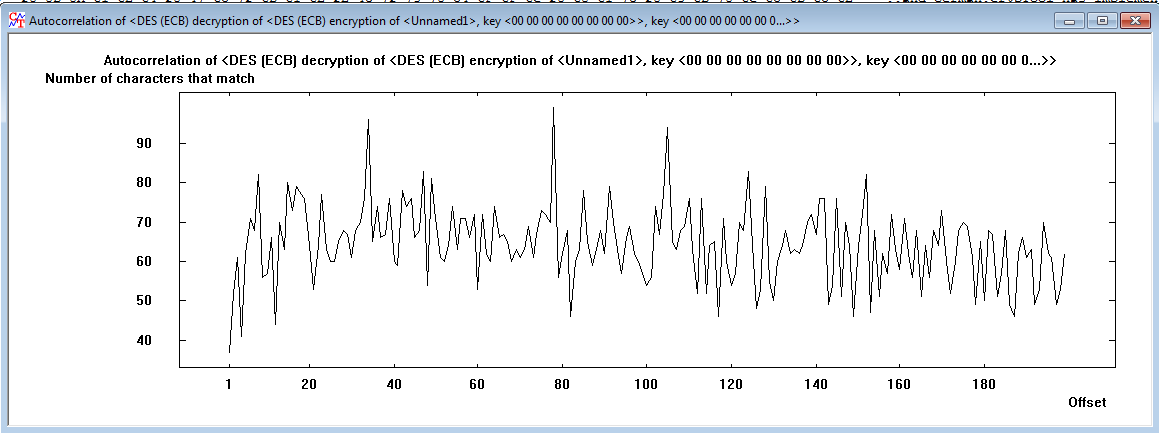 Autocorrelation of <DES (ECB) decryption of <DES (ECB) encryption of <Unnamed1>, key <00 00 00 00 00 00 00 00>>, key <00 00 00 00 00 00 0...>>
Autocorrelation of <DES (ECB) decryption of <DES (ECB) encryption of <Unnamed1>, key <00 00 00 00 00 00 00 00>>, key <00 00 00 00 00 00 0...>>
Number of characters that match
90
80
70
60
50
40
1 20 40 60 80 100 120 140 160 180
Offset